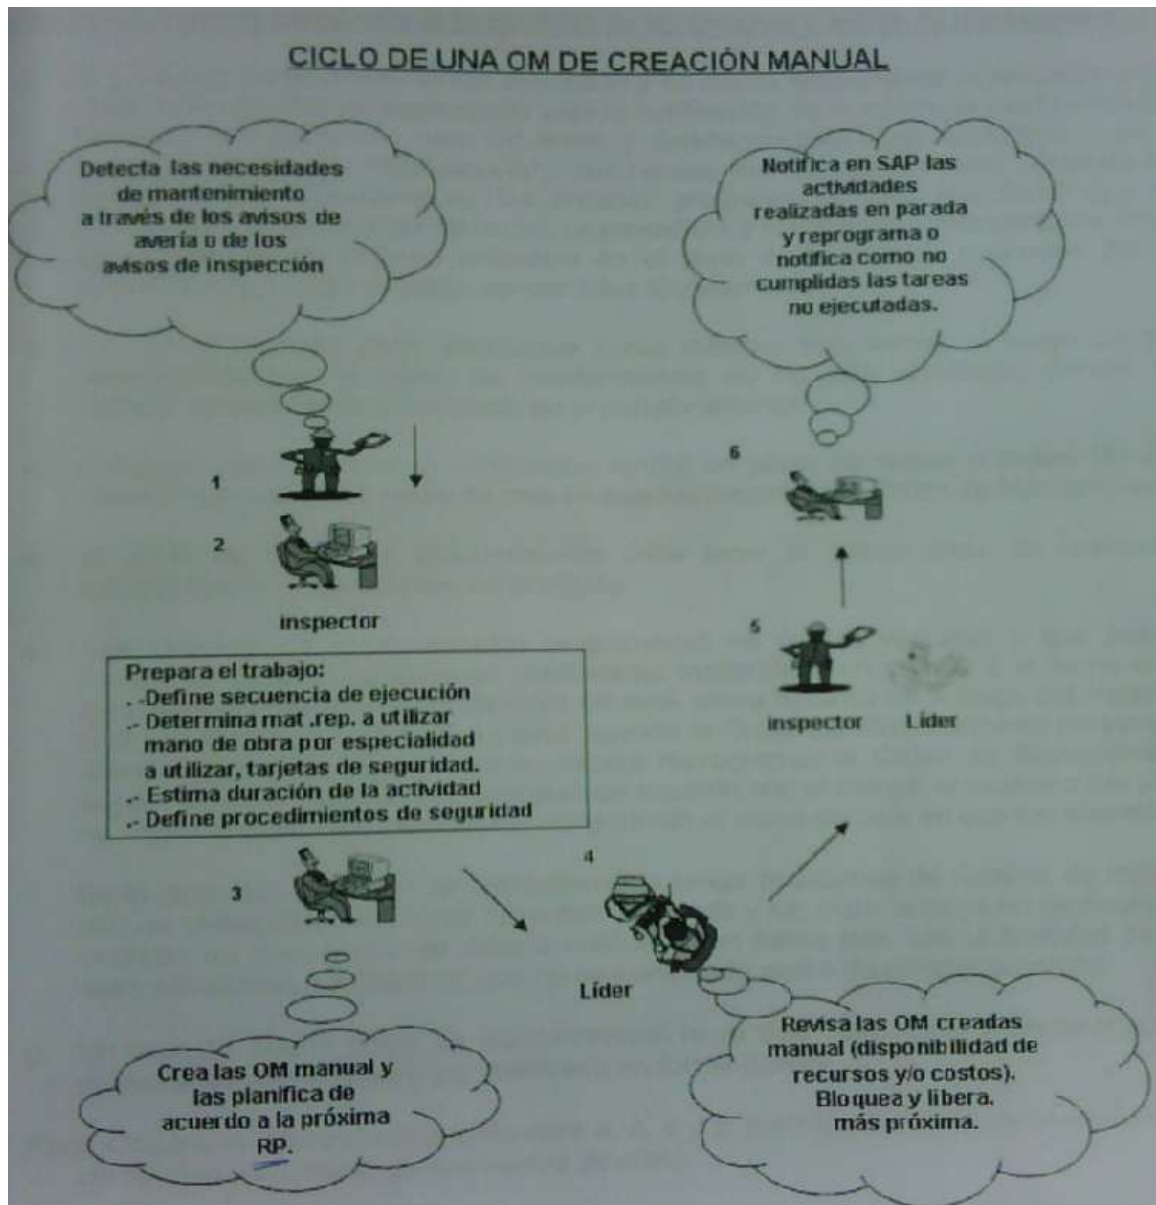 CICLO DE UNA OM DE CREACIÓN MANUAL
Detecta las necesidades
de mantenimiento
a través de los avisos de
avería o de los
avisos de inspección
1
2
inspector
Prepara el trabajo:
.-Define secuencia de ejecución
.- Determina mat .rep. a utilizar
mano de obra por especialidad
a utilizar, tarjetas de seguridad.
.- Estima duración de la actividad
.- Define procedimientos de seguridad
3
Crea las OM manual y
las planifica de
acuerdo a la próxima
RP.
4
Líder
Revisa las OM creadas
manual (disponibilidad de
recursos y/o costos).
Bloquea y libera.
más próxima.
5
inspector Líder
6
Notifica en SAP las
actividades
realizadas en parada
y reprograma o
notifica como no
cumplidas las tareas
no ejecutadas.